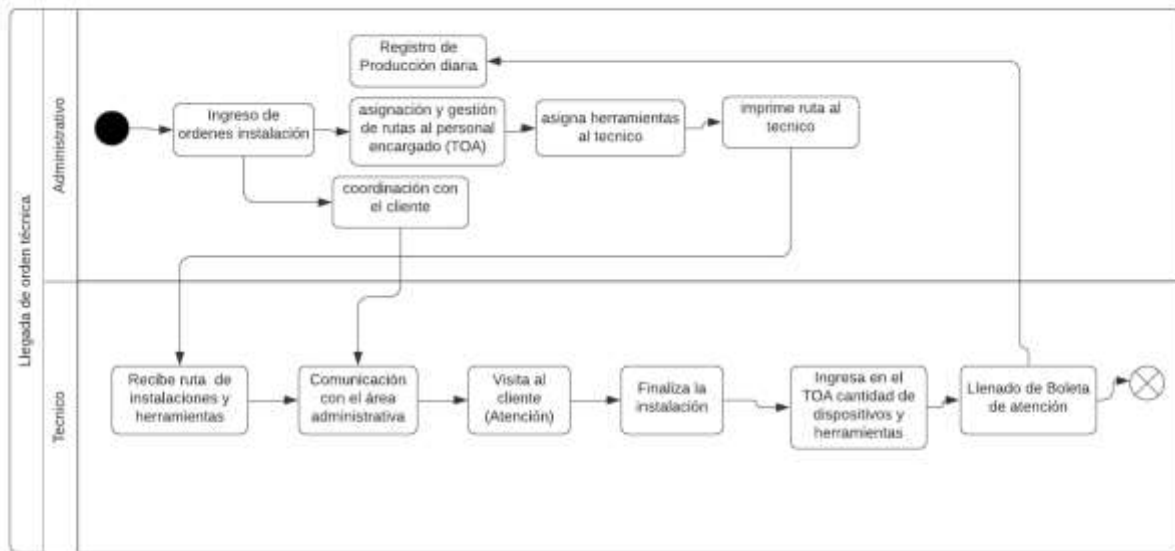 Llegada de orden técnica
Administrativo
Registro de
Producción diaria
Ingreso de
ordenes instalación
asignación y gestión
de rutas al personal
encargado (TOA)
asigna herramientas
al tecnico
imprime ruta al
tecnico
coordinación con
el cliente
Tecnico
Recibe ruta de
instalaciones y
herramientas
Comunicación
con el área
administrativa
Visita al
cliente
(Atención)
Finaliza la
instalación
Ingresa en el
TOA cantidad de
dispositivos y
herramientas
Llenado de Boleta
de atención